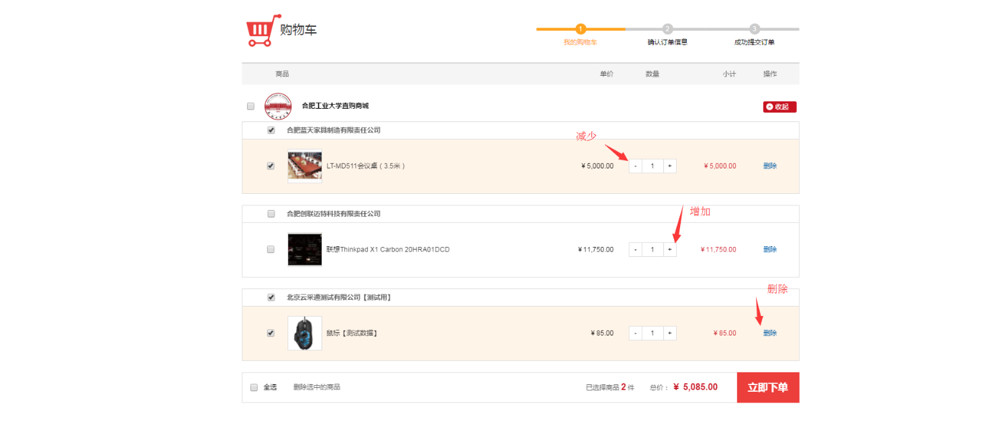 购物车
1 2 3
我的购物车 确认订单信息 成功提交订单
商品 单价 数量 小计 操作
合肥工业大学直购商城 收起
合肥蓝天家具制造有限责任公司
减少
LT-MD511会议桌（3.5米） ¥ 5,000.00 - 1 + ¥ 5,000.00 删除
合肥创联迈特科技有限责任公司
增加
联想Thinkpad X1 Carbon 20HRA01DCD ¥ 11,750.00 - 1 + ¥ 11,750.00 删除
北京云采通测试有限公司【测试用】
删除
鼠标【测试数据】 ¥ 85.00 - 1 + ¥ 85.00 删除
全选 删除选中的商品 已选择商品 2 件 总价： ¥ 5,085.00 立即下单